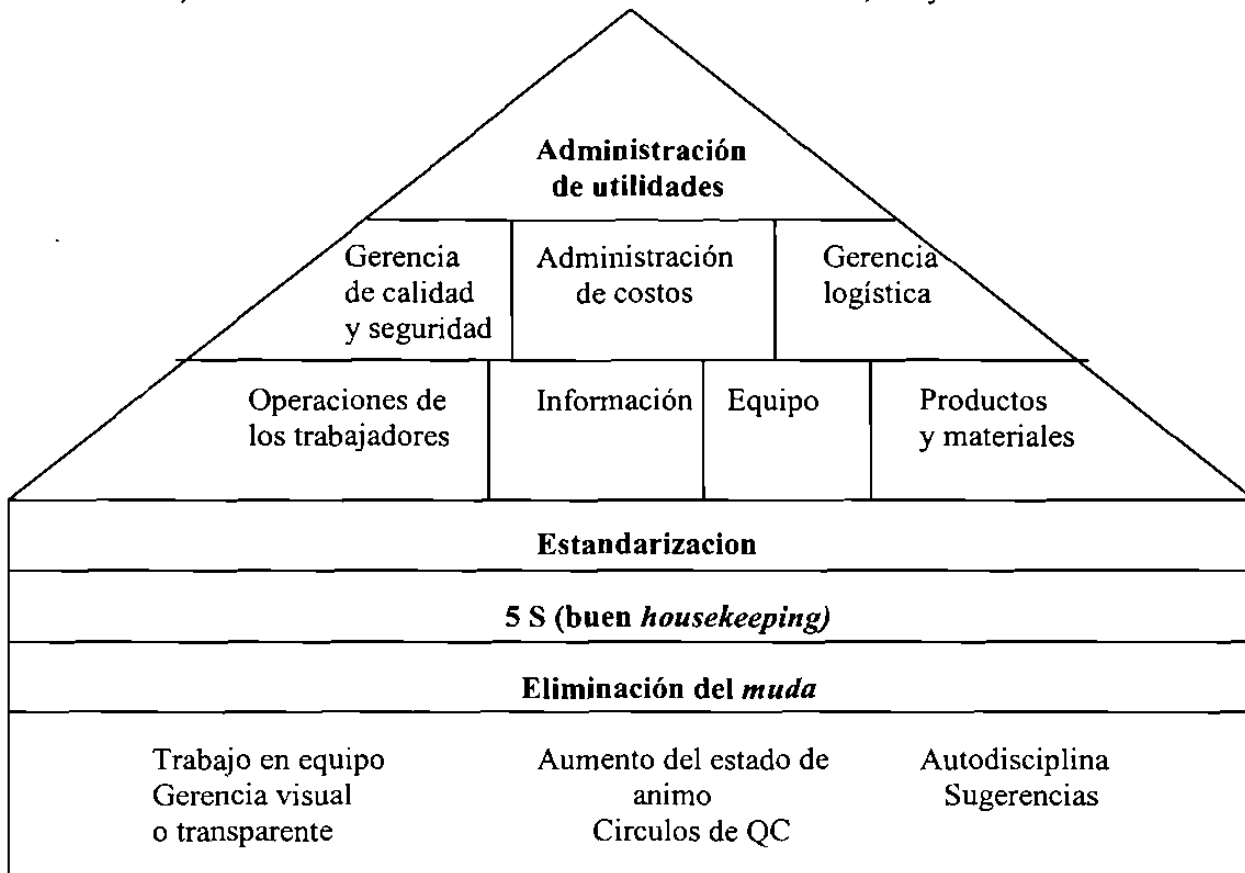 Administración
de utilidades
Gerencia
de calidad
y seguridad
Administración
de costos
Gerencia
logística
Operaciones de
los trabajadores
Información
Equipo
Productos
y materiales
Estandarizacion
5 S (buen housekeeping)
Eliminación del muda
Trabajo en equipo
Gerencia visual
o transparente
Aumento del estado de
animo
Circulos de QC
Autodisciplina
Sugerencias